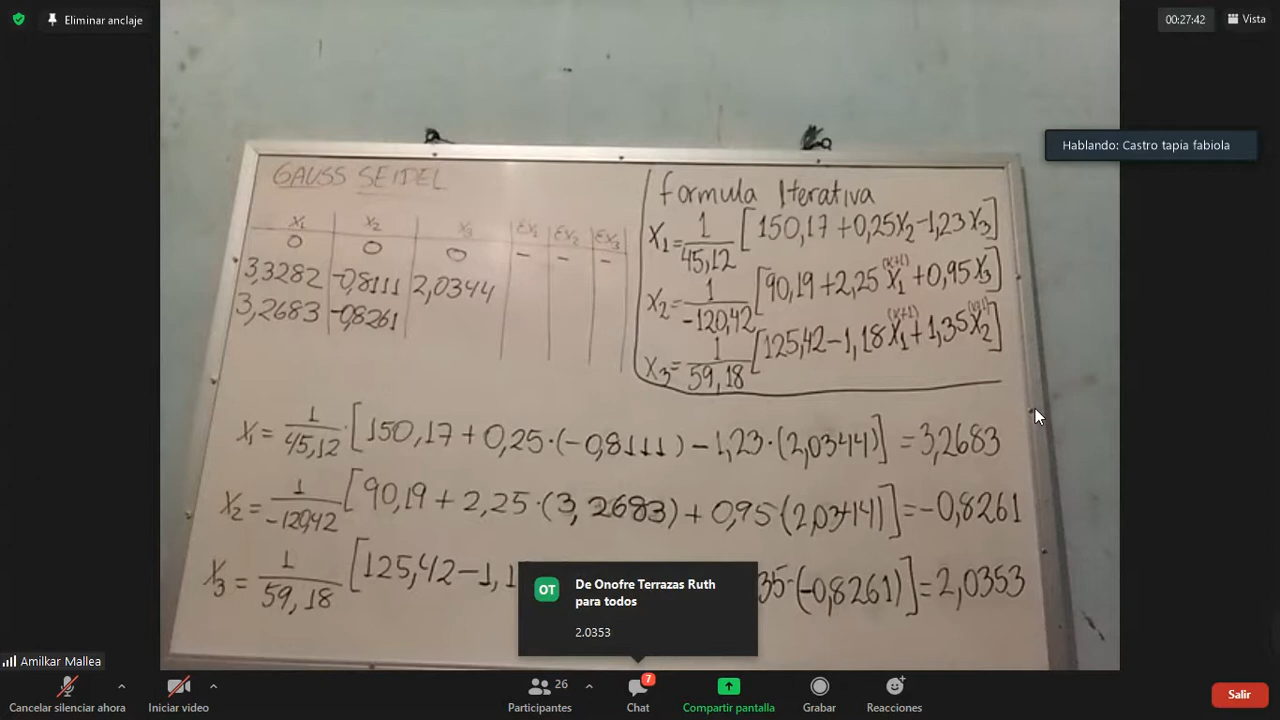 Eliminar anclaje
00:27:42
Vista
Hablando: Castro tapia fabiola
GAUSS SEIDEL
X1 X2 X3 EX1 EX2 EX3
0 0 0 - - -
3,3282 -0,8111 2,0344
3,2683 -0,8261
Formula Iterativa
X1 = 1/45,12 [150,17 + 0,25X2 - 1,23X3]
X2 = 1/-120,42 [90,19 + 2,25 X1(k+1) + 0,95X3]
X3 = 1/59,18 [125,42 - 1,18X1(k+1) + 1,35X2(k+1)]
X1 = 1/45,12 · [150,17 + 0,25·(-0,8111) - 1,23·(2,0344)] = 3,2683
X2 = 1/-120,42 [90,19 + 2,25·(3,2683) + 0,95·(2,0344)] = -0,8261
X3 = 1/59,18 [125,42 - 1,1 35·(-0,8261)] = 2,0353
OT
De Onofre Terrazas Ruth
para todos
2.0353
Amilkar Mallea
Cancelar silenciar ahora
Iniciar video
26
Participantes
7
Chat
Compartir pantalla
Grabar
Reacciones
Salir